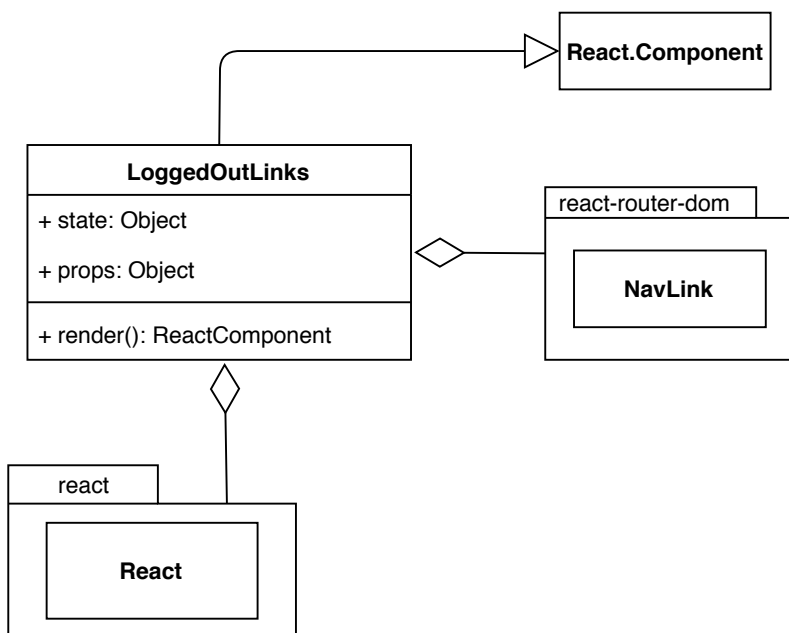 React.Component
LoggedOutLinks
+ state: Object
+ props: Object
+ render(): ReactComponent
react-router-dom
NavLink
react
React